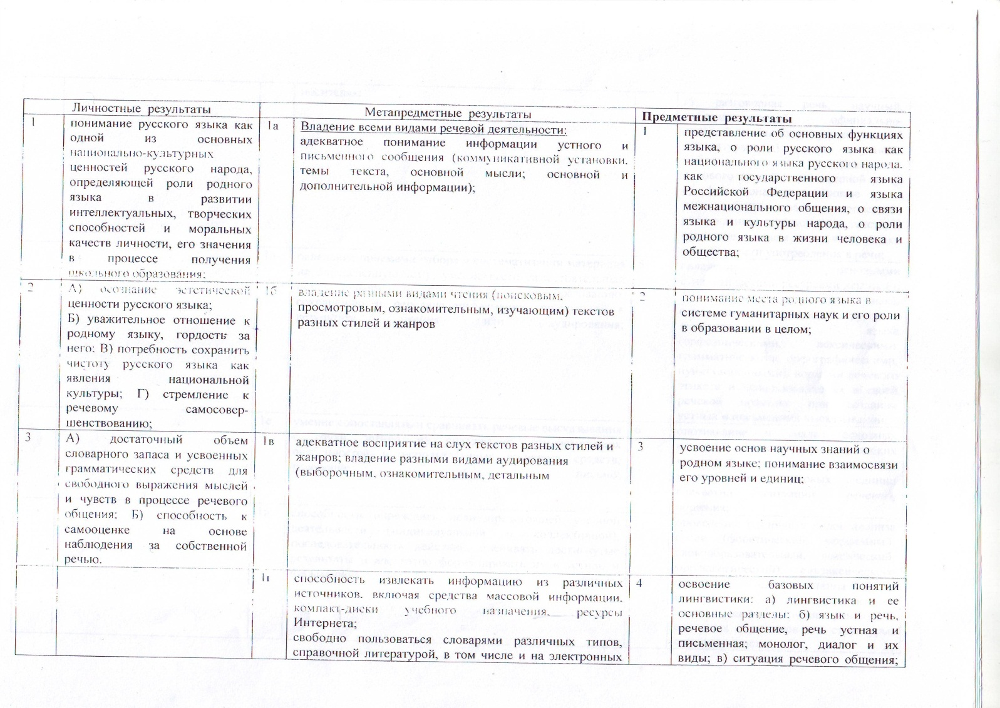 Личностные результаты
Метапредметные результаты
Предметные результаты
1
понимание русского языка как
одной из основных
национально-культурных
ценностей русского народа,
определяющей роли родного
языка в развитии
интеллектуальных, творческих
способностей и моральных
качеств личности, его значения
в процессе получения
школьного образования;
1а
Владение всеми видами речевой деятельности:
адекватное понимание информации устного и
письменного сообщения (коммуникативной установки,
темы текста, основной мысли; основной и
дополнительной информации);
1
представление об основных функциях
языка, о роли русского языка как
национального языка русского народа,
как государственного языка
Российской Федерации и языка
межнационального общения, о связи
языка и культуры народа, о роли
родного языка в жизни человека и
общества;
2
А) осознание эстетической
ценности русского языка;
Б) уважительное отношение к
родному языку, гордость за
него: В) потребность сохранить
чистоту русского языка как
явления национальной
культуры; Г) стремление к
речевому самосовер-
шенствованию;
1б
владение разными видами чтения (поисковым,
просмотровым, ознакомительным, изучающим) текстов
разных стилей и жанров
2
понимание места родного языка в
системе гуманитарных наук и его роли
в образовании в целом;
3
А) достаточный объем
словарного запаса и усвоенных
грамматических средств для
свободного выражения мыслей
и чувств в процессе речевого
общения: Б) способность к
самооценке на основе
наблюдения за собственной
речью.
1в
адекватное восприятие на слух текстов разных стилей и
жанров; владение разными видами аудирования
(выборочным, ознакомительным, детальным
3
усвоение основ научных знаний о
родном языке; понимание взаимосвязи
его уровней и единиц;
1г
способность извлекать информацию из различных
источников, включая средства массовой информации,
компакт-диски учебного назначения, ресурсы
Интернета;
свободно пользоваться словарями различных типов,
справочной литературой, в том числе и на электронных
4
освоение базовых понятий
лингвистики: а) лингвистика и ее
основные разделы: б) язык и речь,
речевое общение, речь устная и
письменная; монолог, диалог и их
виды; в) ситуация речевого общения;